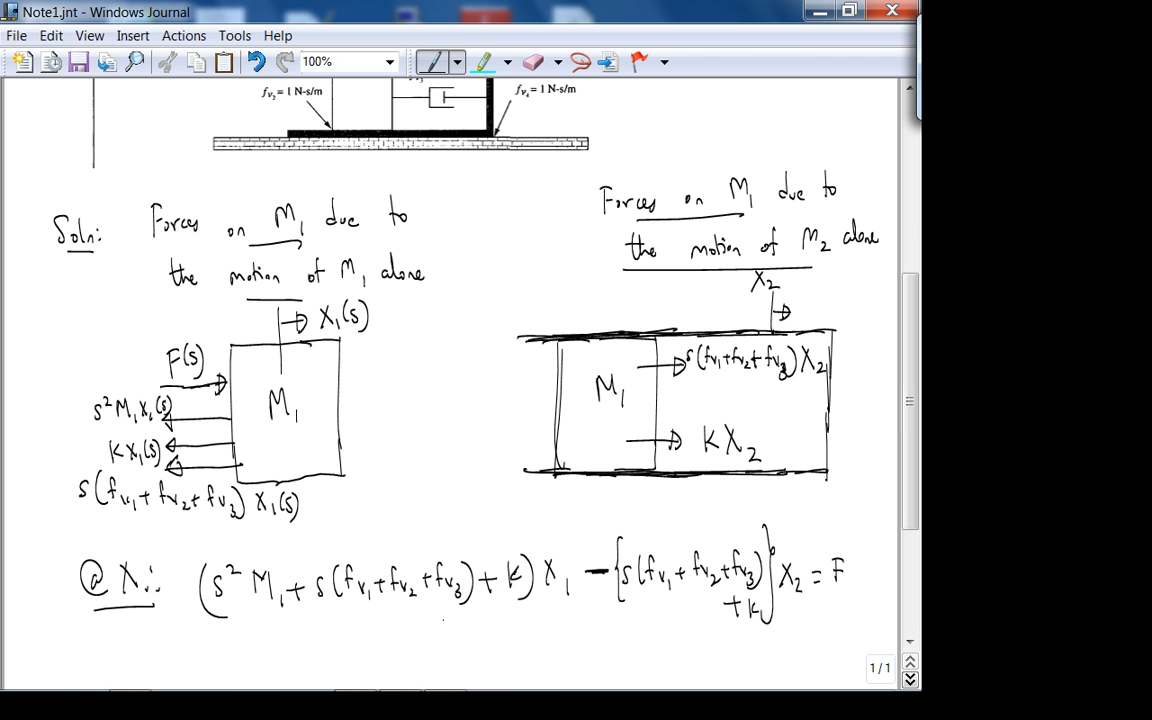 Note1.jnt - Windows Journal
File Edit View Insert Actions Tools Help
100%
fv2 = 1 N-s/m
fv4 = 1 N-s/m
Soln:
Forces on M1 due to
the motion of M1 alone
X1(s)
F(s)
s²M1X1(s)
KX1(s)
s(fv1+fv2+fv3) X1(s)
M1
Forces on M1 due to
the motion of M2 alone
X2
M1
s(fv1+fv2+fv3)X2
KX2
@ X1: (s²M1+s(fv1+fv2+fv3)+K)X1 - {s(fv1+fv2+fv3)+K}X2 = F
1/1